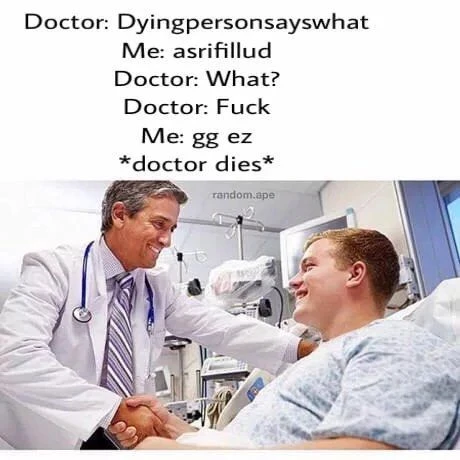 Doctor: Dyingpersonsayswhat
Me: asrifillud
Doctor: What?
Doctor: Fuck
Me: gg ez
*doctor dies*
random.ape